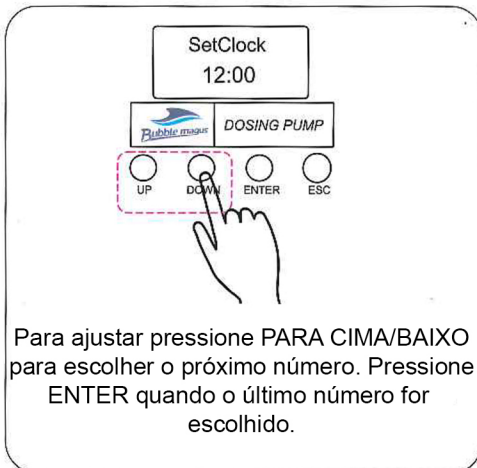 SetClock
12:00
Bubble magus DOSING PUMP
UP DOWN ENTER ESC
Para ajustar pressione PARA CIMA/BAIXO
para escolher o próximo número. Pressione
ENTER quando o último número for
escolhido.